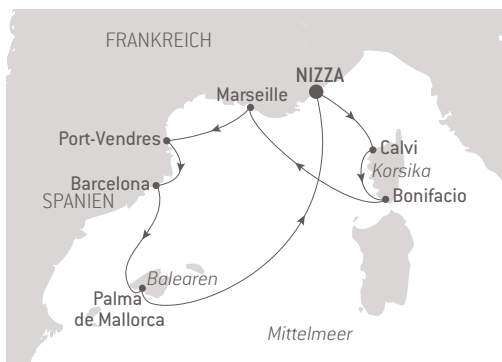 FRANKREICH
NIZZA
Marseille
Port-Vendres
Calvi
Korsika
Barcelona
Bonifacio
SPANIEN
Balearen
Palma
de Mallorca
Mittelmeer